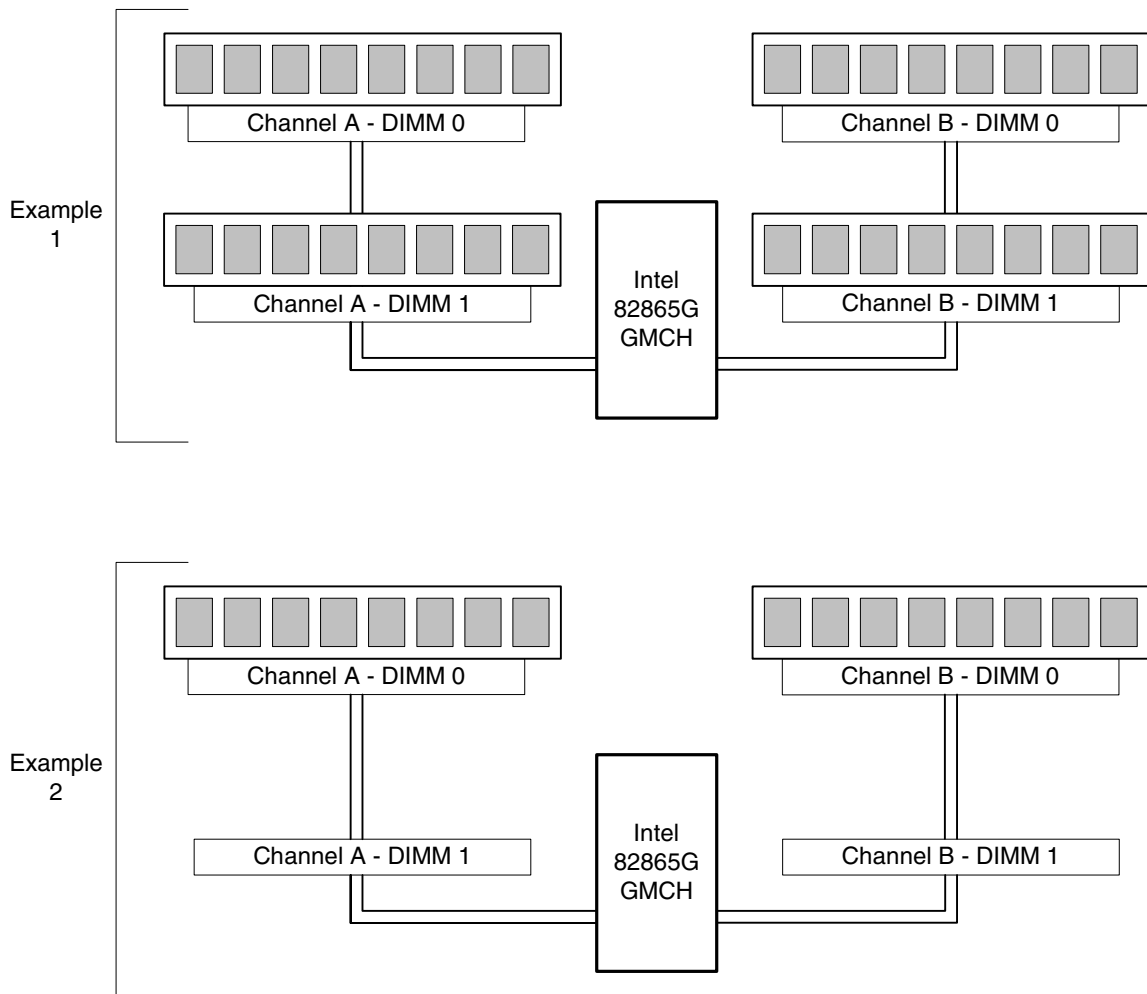 Channel A - DIMM 0
Channel B - DIMM 0
Example
1
Channel A - DIMM 1
Intel
82865G
GMCH
Channel B - DIMM 1
Channel A - DIMM 0
Channel B - DIMM 0
Example
2
Channel A - DIMM 1
Intel
82865G
GMCH
Channel B - DIMM 1